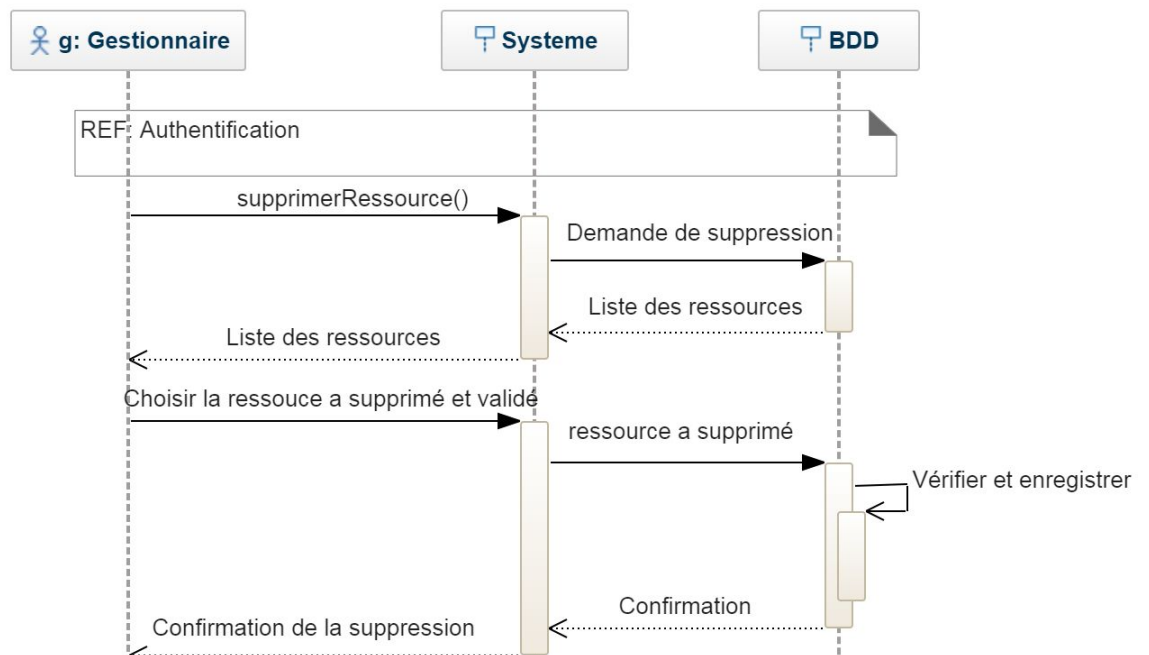 g: Gestionnaire
Systeme
BDD
REF: Authentification
supprimerRessource()
Demande de suppression
Liste des ressources
Liste des ressources
Choisir la ressouce a supprimé et validé
ressource a supprimé
Vérifier et enregistrer
Confirmation
Confirmation de la suppression